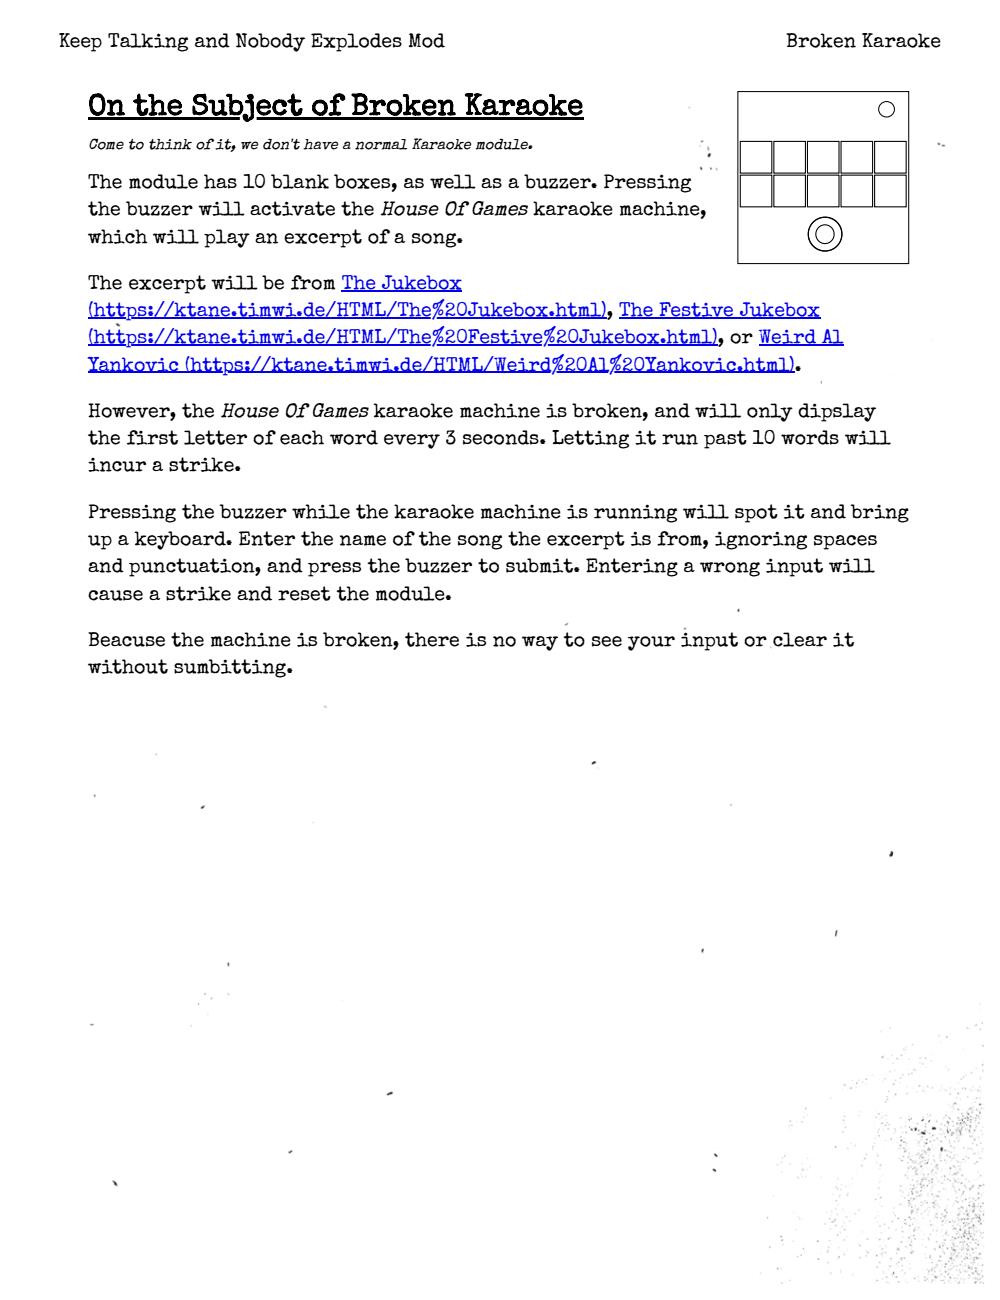 Keep Talking and Nobody Explodes Mod
Broken Karaoke
On the Subject of Broken Karaoke
Come to think of it, we don't have a normal Karaoke module.
The module has 10 blank boxes, as well as a buzzer. Pressing
the buzzer will activate the House Of Games karaoke machine,
which will play an excerpt of a song.
The excerpt will be from The Jukebox
(https://ktane.timwi.de/HTML/The%20Jukebox.html), The Festive Jukebox
(https://ktane.timwi.de/HTML/The%20Festive%20Jukebox.html), or Weird Al
Yankovic (https://ktane.timwi.de/HTML/Weird%20Al%20Yankovic.html).
However, the House Of Games karaoke machine is broken, and will only dipslay
the first letter of each word every 3 seconds. Letting it run past 10 words will
incur a strike.
Pressing the buzzer while the karaoke machine is running will spot it and bring
up a keyboard. Enter the name of the song the excerpt is from, ignoring spaces
and punctuation, and press the buzzer to submit. Entering a wrong input will
cause a strike and reset the module.
Beacuse the machine is broken, there is no way to see your input or clear it
without sumbitting.